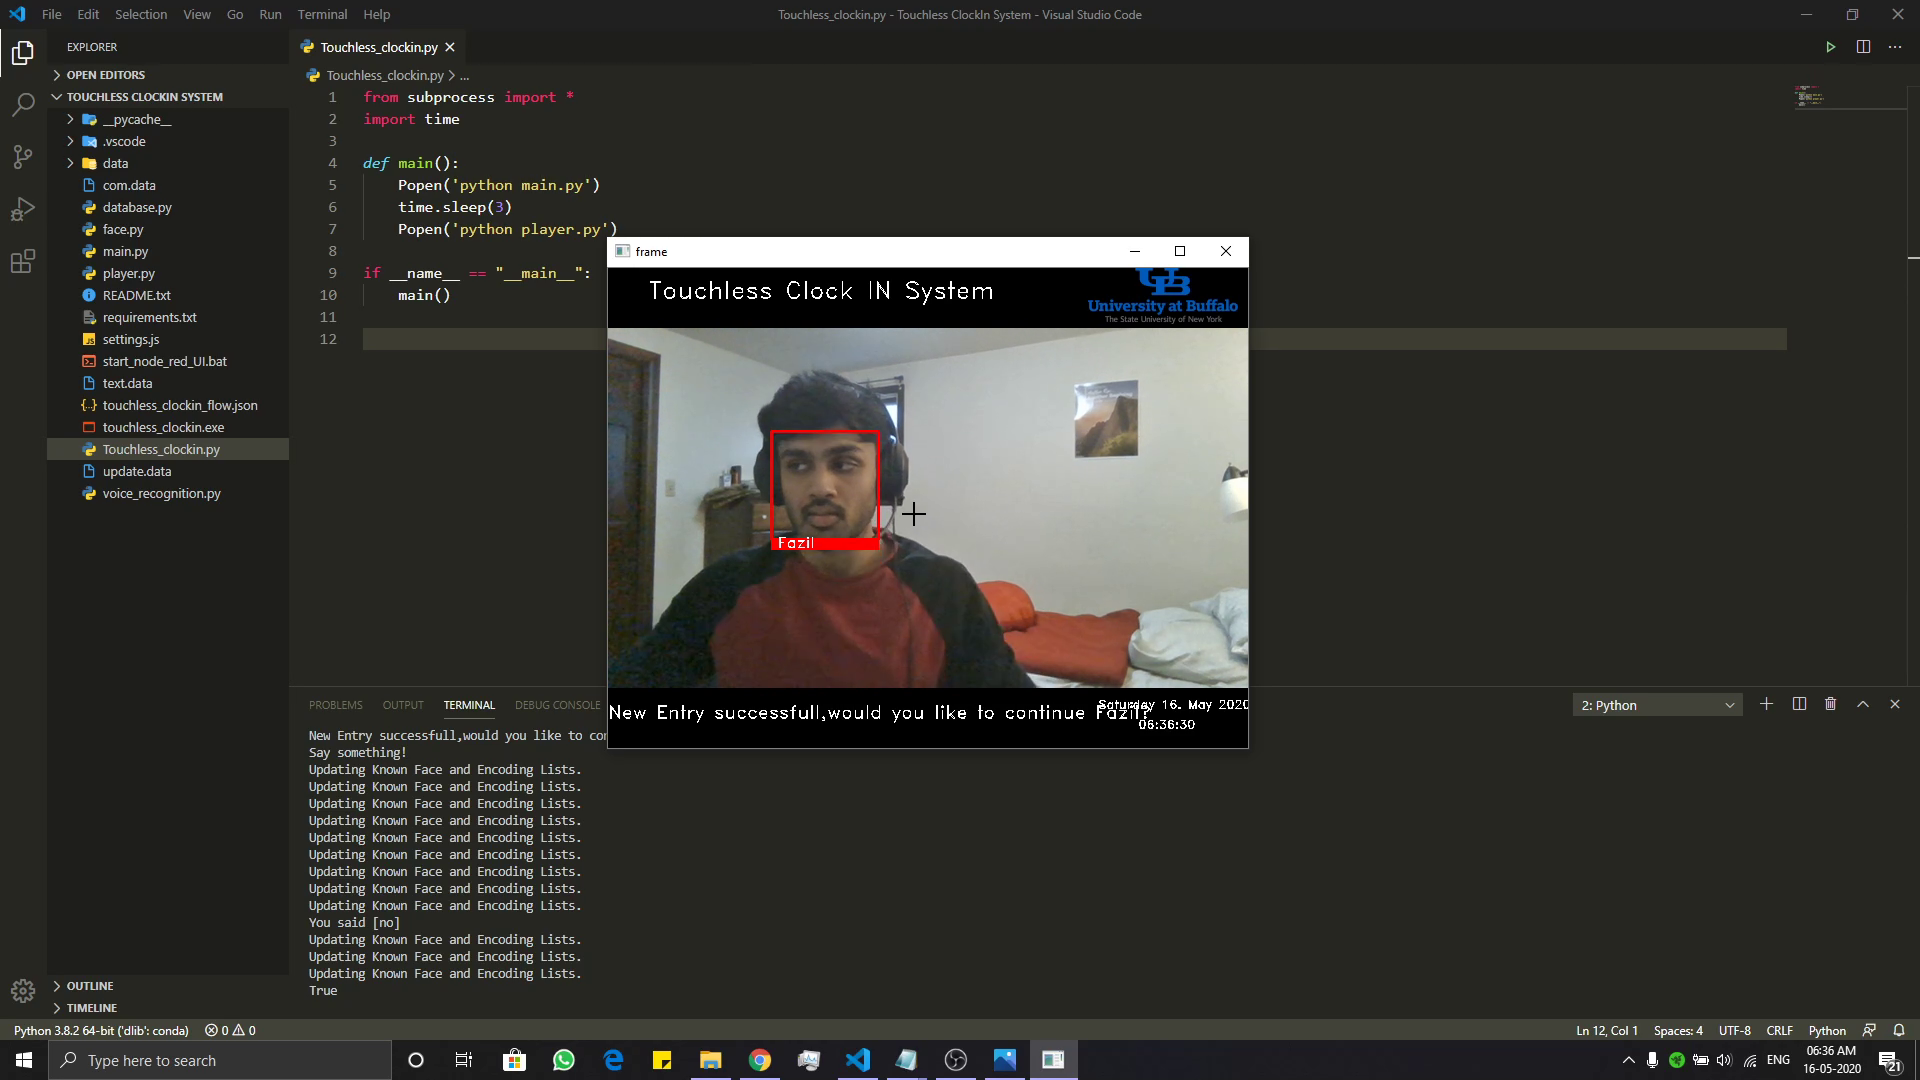 File Edit Selection View Go Run Terminal Help
Touchless_clockin.py - Touchless ClockIn System - Visual Studio Code
EXPLORER
OPEN EDITORS
TOUCHLESS CLOCKIN SYSTEM
__pycache__
.vscode
data
com.data
database.py
face.py
main.py
player.py
README.txt
requirements.txt
settings.js
start_node_red_UI.bat
text.data
touchless_clockin_flow.json
touchless_clockin.exe
Touchless_clockin.py
update.data
voice_recognition.py
OUTLINE
TIMELINE
Touchless_clockin.py
Touchless_clockin.py > ...
1 from subprocess import *
2 import time
3
4 def main():
5 Popen('python main.py')
6 time.sleep(3)
7 Popen('python player.py')
8
9 if __name__ == "__main__":
10 main()
11
12
frame
Touchless Clock IN System
UB
University at Buffalo
The State University of New York
Fazil
New Entry successfull,would you like to continue Fazil?
Saturday 16. May 2020
06:36:30
PROBLEMS OUTPUT TERMINAL DEBUG CONSOLE
2: Python
New Entry successfull,would you like to con
Say something!
Updating Known Face and Encoding Lists.
Updating Known Face and Encoding Lists.
Updating Known Face and Encoding Lists.
Updating Known Face and Encoding Lists.
Updating Known Face and Encoding Lists.
Updating Known Face and Encoding Lists.
Updating Known Face and Encoding Lists.
Updating Known Face and Encoding Lists.
Updating Known Face and Encoding Lists.
You said [no]
Updating Known Face and Encoding Lists.
Updating Known Face and Encoding Lists.
Updating Known Face and Encoding Lists.
True
Python 3.8.2 64-bit ('dlib': conda) 0 0
Ln 12, Col 1 Spaces: 4 UTF-8 CRLF Python
Type here to search
ENG
06:36 AM
16-05-2020
21